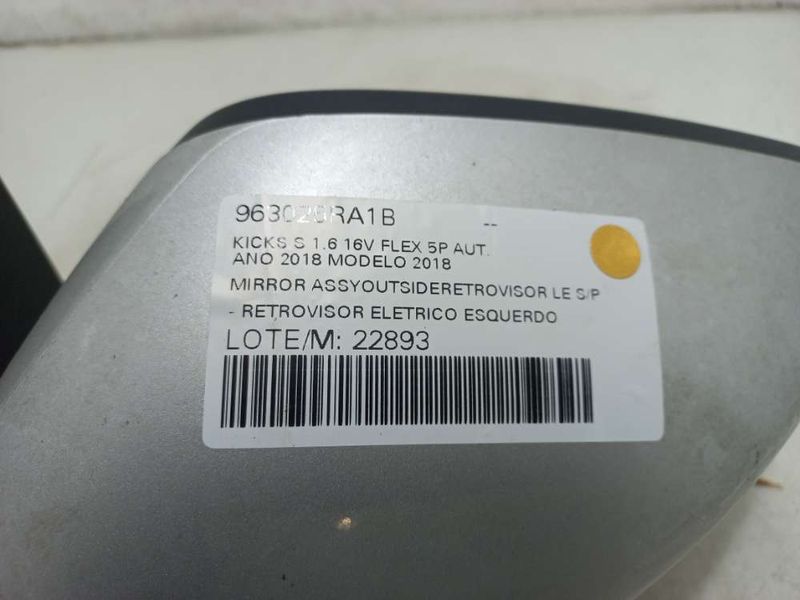 963025RA1B --
KICKS S 1.6 16V FLEX 5P AUT.
ANO 2018 MODELO 2018
MIRROR ASSYOUTSIDERETROVISOR LE S/P
- RETROVISOR ELETRICO ESQUERDO
LOTE/M: 22893